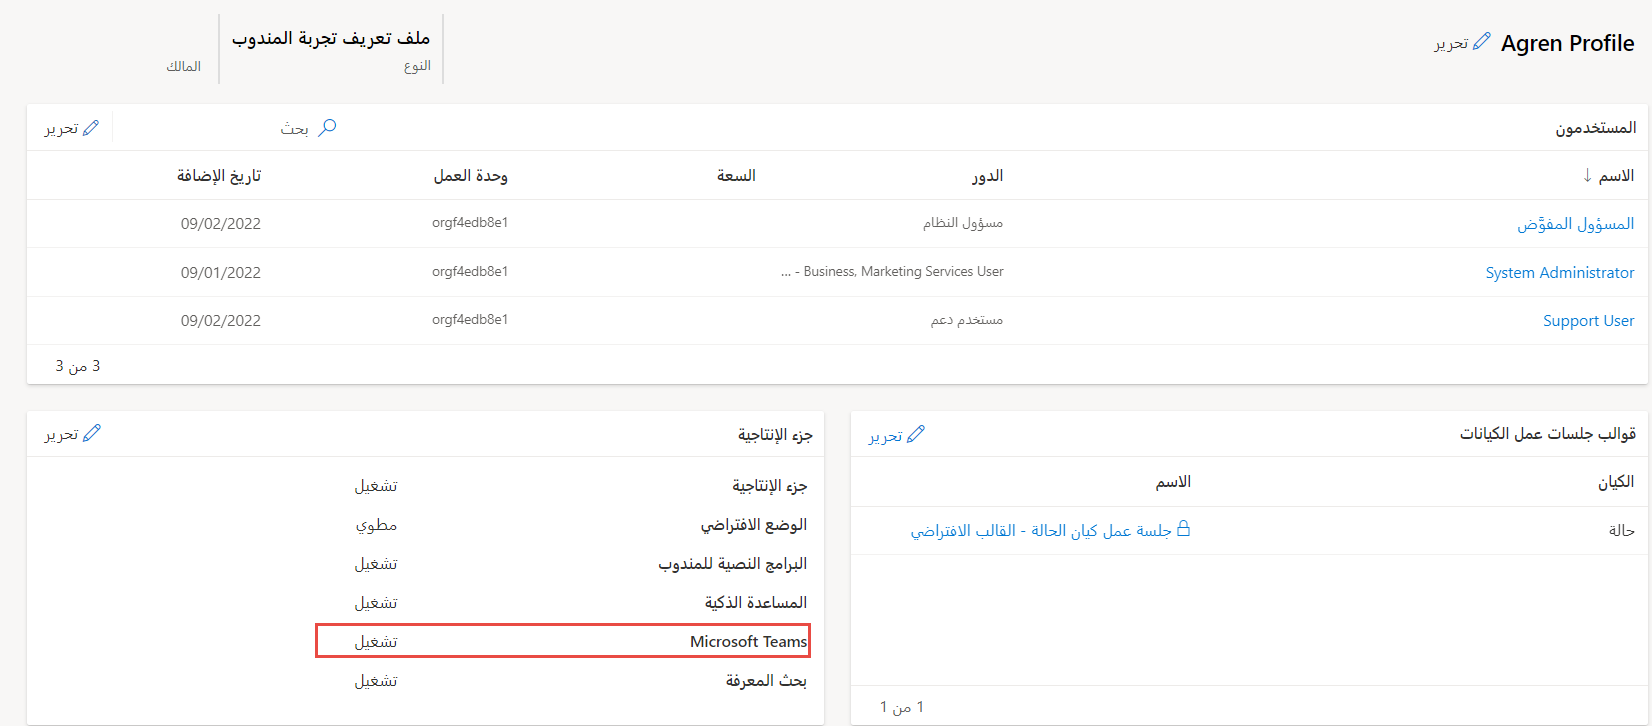 Agren Profile تحرير
ملف تعريف تجربة المندوب
النوع
المالك
المستخدمون
بحث
تحرير
الاسم ↓ الدور السعة وحدة العمل تاريخ الإضافة
المسؤول المفوَّض مسؤول النظام orgf4edb8e1 09/02/2022
System Administrator Business, Marketing Services User - ... orgf4edb8e1 09/01/2022
Support User مستخدم دعم orgf4edb8e1 09/02/2022
3 من 3
قوالب جلسات عمل الكيانات تحرير
الكيان الاسم
حالة جلسة عمل كيان الحالة - القالب الافتراضي
1 من 1
جزء الإنتاجية تحرير
جزء الإنتاجية تشغيل
الوضع الافتراضي مطوي
البرامج النصية للمندوب تشغيل
المساعدة الذكية تشغيل
Microsoft Teams تشغيل
بحث المعرفة تشغيل